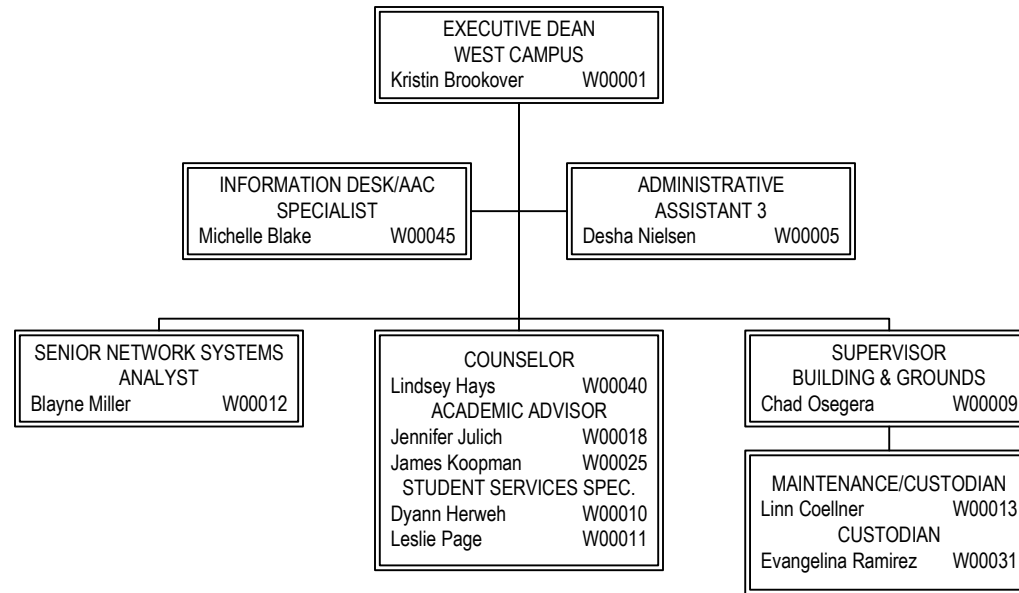 EXECUTIVE DEAN
WEST CAMPUS
Kristin Brookover W00001
INFORMATION DESK/AAC
SPECIALIST
Michelle Blake W00045
ADMINISTRATIVE
ASSISTANT 3
Desha Nielsen W00005
SENIOR NETWORK SYSTEMS
ANALYST
Blayne Miller W00012
COUNSELOR
Lindsey Hays W00040
ACADEMIC ADVISOR
Jennifer Julich W00018
James Koopman W00025
STUDENT SERVICES SPEC.
Dyann Herweh W00010
Leslie Page W00011
SUPERVISOR
BUILDING & GROUNDS
Chad Osegera W00009
MAINTENANCE/CUSTODIAN
Linn Coellner W00013
CUSTODIAN
Evangelina Ramirez W00031